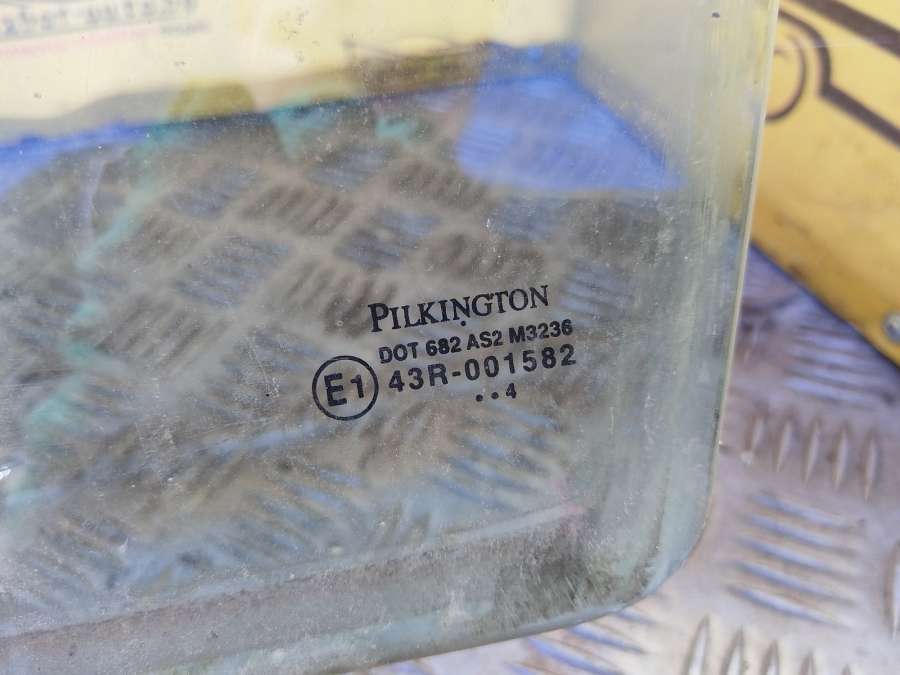 PILKINGTON
DOT 682 AS2 M3236
E1 43R-001582
..4